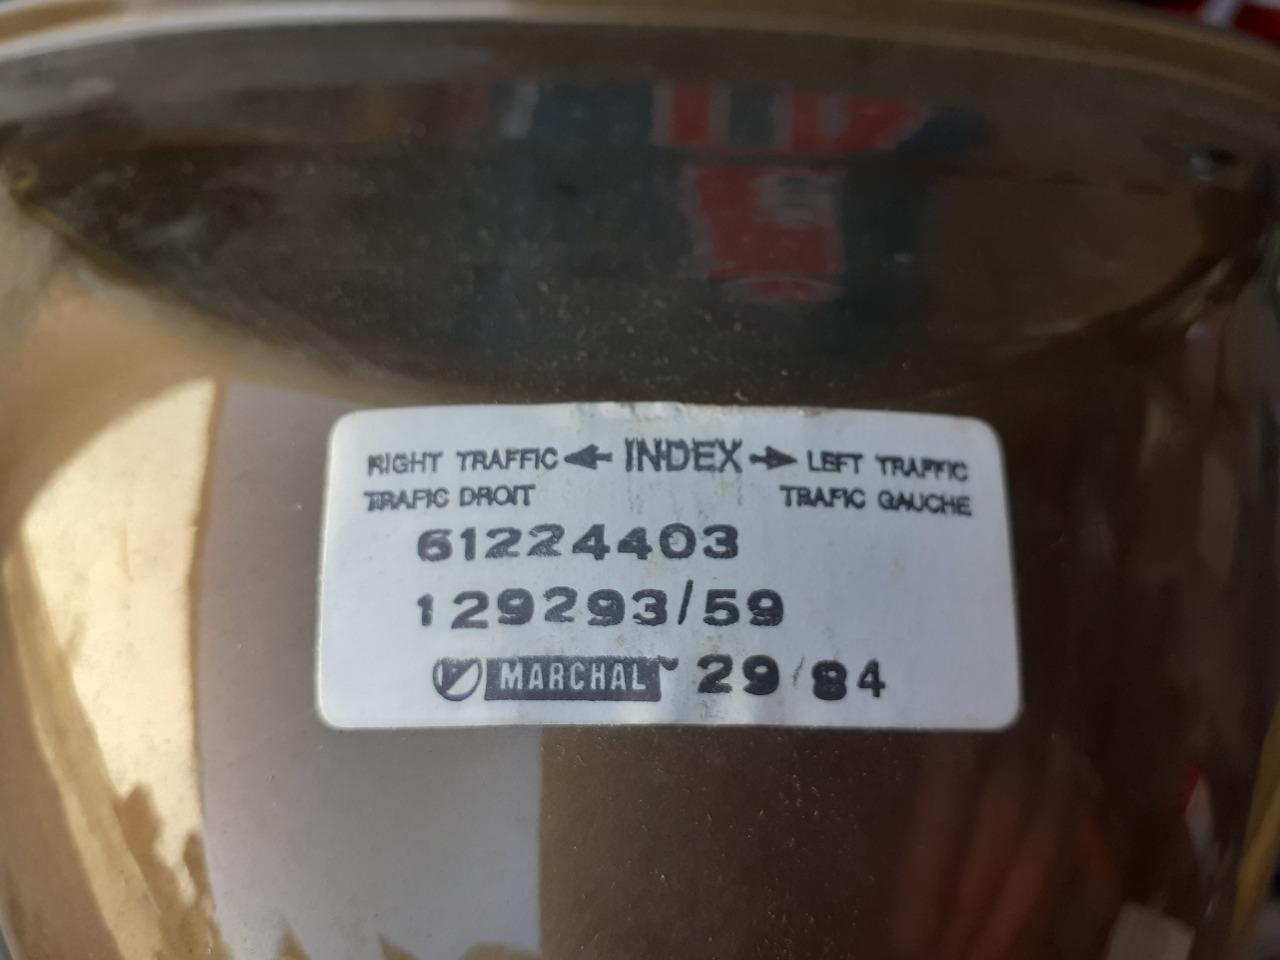 RIGHT TRAFFIC ← INDEX → LEFT TRAFFIC
TRAFIC DROIT TRAFIC GAUCHE
61224403
129293/59
MARCHAL 29/84